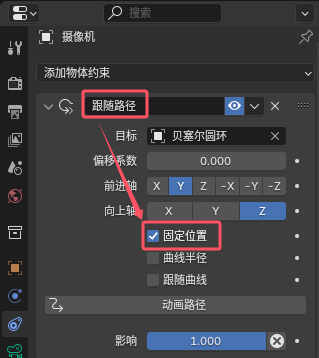 搜索
摄像机
添加物体约束
跟随路径
目标 贝塞尔圆环
偏移系数 0.000
前进轴 X Y Z -X -Y -Z
向上轴 X Y Z
固定位置
曲线半径
跟随曲线
动画路径
影响 1.000